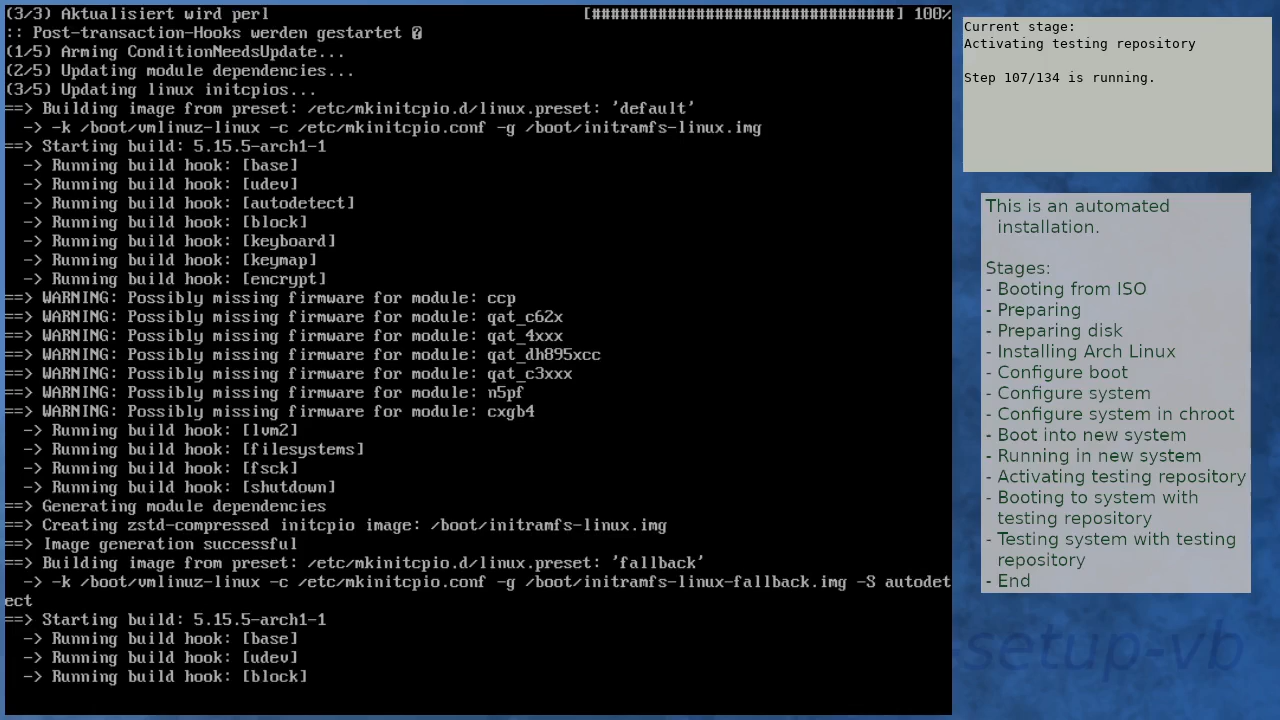 (3/3) Aktualisiert wird perl                                  [################################] 100%
:: Post-transaction-Hooks werden gestartet �
(1/5) Arming ConditionNeedsUpdate...
(2/5) Updating module dependencies...
(3/5) Updating linux initcpios...
==> Building image from preset: /etc/mkinitcpio.d/linux.preset: 'default'
  -> -k /boot/vmlinuz-linux -c /etc/mkinitcpio.conf -g /boot/initramfs-linux.img
==> Starting build: 5.15.5-arch1-1
  -> Running build hook: [base]
  -> Running build hook: [udev]
  -> Running build hook: [autodetect]
  -> Running build hook: [block]
  -> Running build hook: [keyboard]
  -> Running build hook: [keymap]
  -> Running build hook: [encrypt]
==> WARNING: Possibly missing firmware for module: ccp
==> WARNING: Possibly missing firmware for module: qat_c62x
==> WARNING: Possibly missing firmware for module: qat_4xxx
==> WARNING: Possibly missing firmware for module: qat_dh895xcc
==> WARNING: Possibly missing firmware for module: qat_c3xxx
==> WARNING: Possibly missing firmware for module: n5pf
==> WARNING: Possibly missing firmware for module: cxgb4
  -> Running build hook: [lvm2]
  -> Running build hook: [filesystems]
  -> Running build hook: [fsck]
  -> Running build hook: [shutdown]
==> Generating module dependencies
==> Creating zstd-compressed initcpio image: /boot/initramfs-linux.img
==> Image generation successful
==> Building image from preset: /etc/mkinitcpio.d/linux.preset: 'fallback'
  -> -k /boot/vmlinuz-linux -c /etc/mkinitcpio.conf -g /boot/initramfs-linux-fallback.img -S autodet
ect
==> Starting build: 5.15.5-arch1-1
  -> Running build hook: [base]
  -> Running build hook: [udev]
  -> Running build hook: [block]
Current stage:
Activating testing repository
Step 107/134 is running.
This is an automated
installation.
Stages:
- Booting from ISO
- Preparing
- Preparing disk
- Installing Arch Linux
- Configure boot
- Configure system
- Configure system in chroot
- Boot into new system
- Running in new system
- Activating testing repository
- Booting to system with
testing repository
- Testing system with testing
repository
- End
-setup-vb